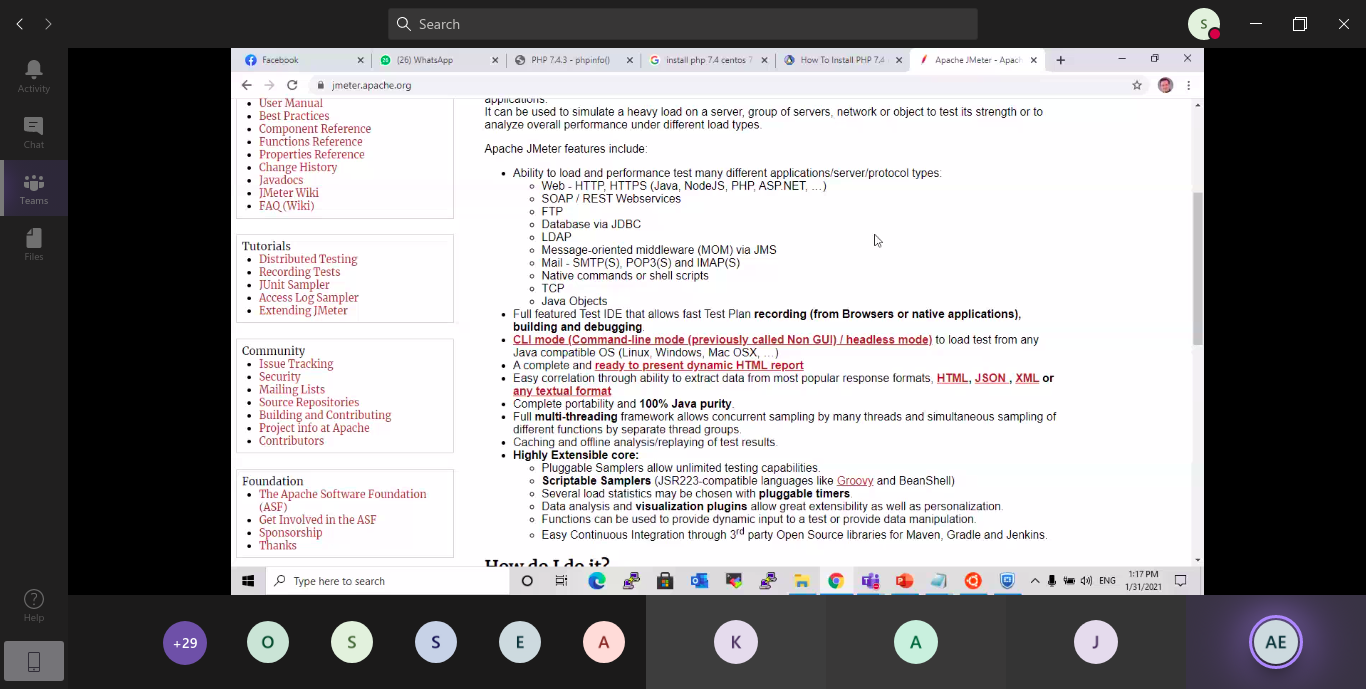 Search
S
Activity
Chat
Teams
Files
Help
Facebook
(26) WhatsApp
PHP 7.4.3 - phpinfo()
install php 7.4 centos 7
How To Install PHP 7.4
Apache JMeter - Apac
jmeter.apache.org
User Manual
Best Practices
Component Reference
Functions Reference
Properties Reference
Change History
Javadocs
JMeter Wiki
FAQ (Wiki)
Tutorials
Distributed Testing
Recording Tests
JUnit Sampler
Access Log Sampler
Extending JMeter
Community
Issue Tracking
Security
Mailing Lists
Source Repositories
Building and Contributing
Project info at Apache
Contributors
Foundation
The Apache Software Foundation
(ASF)
Get Involved in the ASF
Sponsorship
Thanks
applications.
It can be used to simulate a heavy load on a server, group of servers, network or object to test its strength or to
analyze overall performance under different load types.
Apache JMeter features include:
Ability to load and performance test many different applications/server/protocol types:
Web - HTTP, HTTPS (Java, NodeJS, PHP, ASP.NET, …)
SOAP / REST Webservices
FTP
Database via JDBC
LDAP
Message-oriented middleware (MOM) via JMS
Mail - SMTP(S), POP3(S) and IMAP(S)
Native commands or shell scripts
TCP
Java Objects
Full featured Test IDE that allows fast Test Plan recording (from Browsers or native applications),
building and debugging.
CLI mode (Command-line mode (previously called Non GUI) / headless mode) to load test from any
Java compatible OS (Linux, Windows, Mac OSX, …)
A complete and ready to present dynamic HTML report
Easy correlation through ability to extract data from most popular response formats, HTML, JSON , XML or
any textual format
Complete portability and 100% Java purity.
Full multi-threading framework allows concurrent sampling by many threads and simultaneous sampling of
different functions by separate thread groups.
Caching and offline analysis/replaying of test results.
Highly Extensible core:
Pluggable Samplers allow unlimited testing capabilities.
Scriptable Samplers (JSR223-compatible languages like Groovy and BeanShell)
Several load statistics may be chosen with pluggable timers.
Data analysis and visualization plugins allow great extensibility as well as personalization.
Functions can be used to provide dynamic input to a test or provide data manipulation.
Easy Continuous Integration through 3rd party Open Source libraries for Maven, Gradle and Jenkins.
How do I do it?
Type here to search
ENG
1:17 PM
1/31/2021
+29
O
S
S
E
A
K
A
J
AE